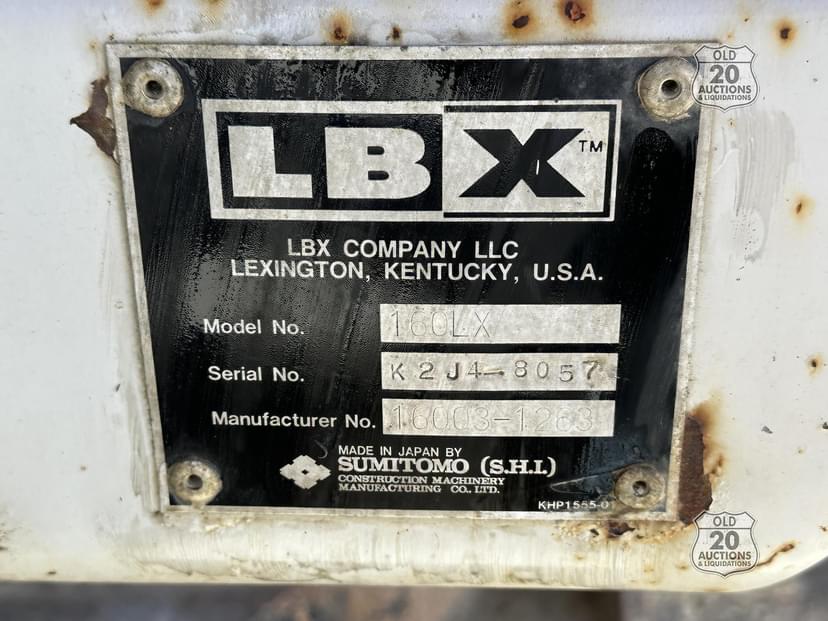 OLD
20
AUCTIONS
& LIQUIDATIONS
LBX™
LBX COMPANY LLC
LEXINGTON, KENTUCKY, U.S.A.
Model No. 160LX
Serial No. K2J4-8057
Manufacturer No. 16003-1263
MADE IN JAPAN BY
SUMITOMO (S.H.I.)
CONSTRUCTION MACHINERY
MANUFACTURING CO., LTD.
KHP1555-01
OLD
20
AUCTIONS
& LIQUIDATIONS